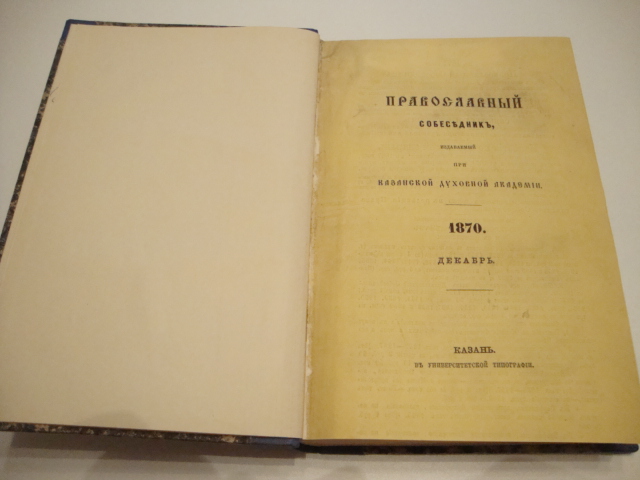 ПРАВОСЛАВНЫЙ
СОБЕСѢДНИКЪ,
ИЗДАВАЕМЫЙ
ПРИ
КАЗАНСКОЙ ДУХОВНОЙ АКАДЕМІИ.
1870.
ДЕКАБРЬ.
КАЗАНЬ.
ВЪ УНИВЕРСИТЕТСКОЙ ТИПОГРАФІИ.